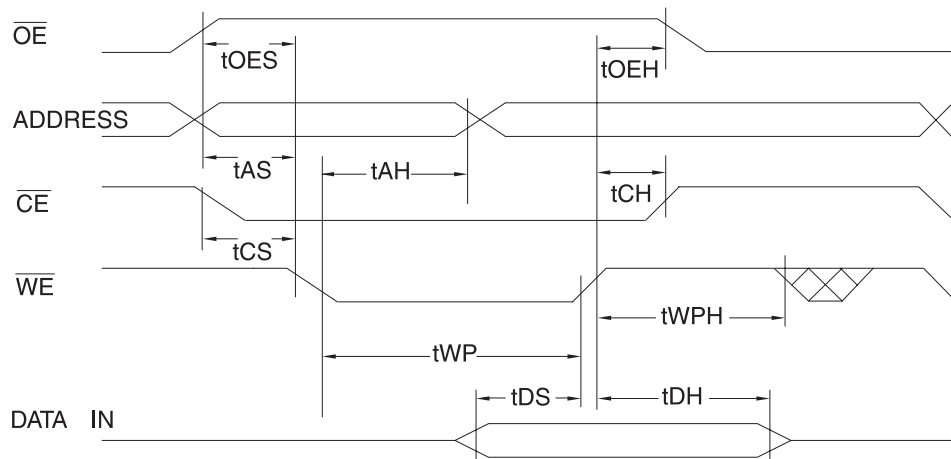 OE
tOES
tOEH
ADDRESS
tAS
tAH
CE
tCH
tCS
WE
tWPH
tWP
tDS
tDH
DATA IN